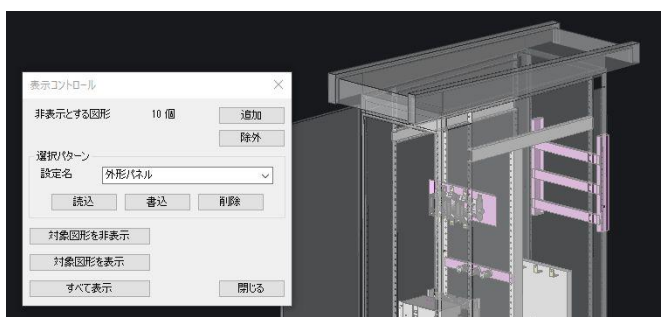 表示コントロール
非表示とする図形 10 個 追加
除外
選択パターン
設定名 外形パネル
読込 書込 削除
対象図形を非表示
対象図形を表示
すべて表示 閉じる